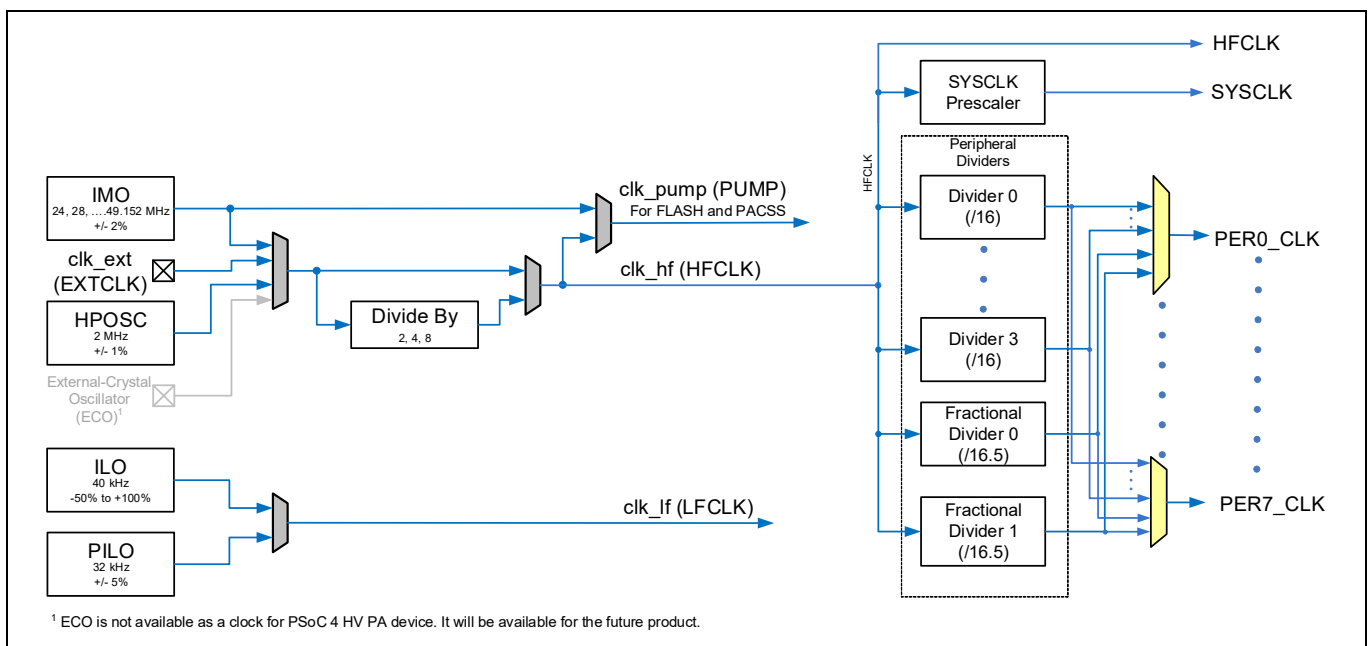 HFCLK
SYSCLK
Prescaler
SYSCLK
HFCLK
Peripheral
Dividers
IMO
24, 28, ....49.152 MHz
+/- 2%
clk_ext
(EXTCLK)
HPOSC
2 MHz
+/- 1%
External-Crystal
Oscillator
(ECO)1
Divide By
2, 4, 8
clk_pump (PUMP)
For FLASH and PACSS
clk_hf (HFCLK)
Divider 0
(/16)
Divider 3
(/16)
Fractional
Divider 0
(/16.5)
Fractional
Divider 1
(/16.5)
PER0_CLK
PER7_CLK
ILO
40 kHz
-50% to +100%
PILO
32 kHz
+/- 5%
clk_lf (LFCLK)
1 ECO is not available as a clock for PSoC 4 HV PA device. It will be available for the future product.